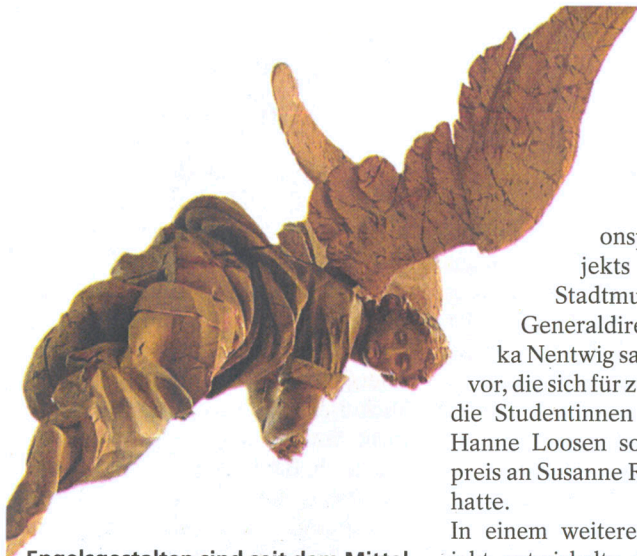 ons
jekts
Stadtmu
Generaldire
ka Nentwig sa
vor, die sich für z
die Studentinnen
Hanne Loosen so
preis an Susanne F
hatte.
In einem weitere
Engelsgestalten sind seit dem Mittel